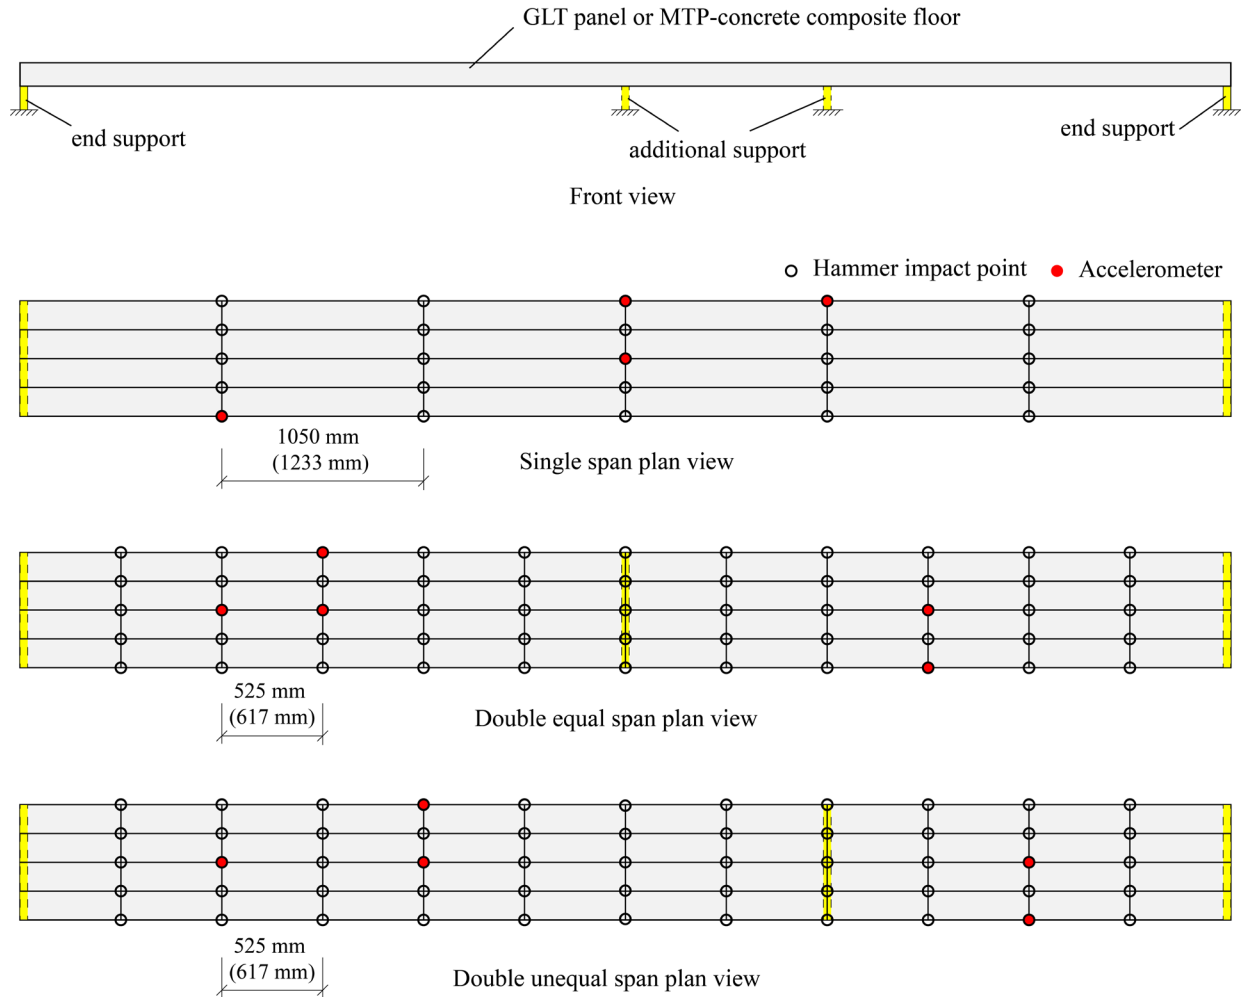 GLT panel or MTP-concrete composite floor
end support
additional support
end support
Front view
Hammer impact point
Accelerometer
1050 mm
(1233 mm)
Single span plan view
525 mm
(617 mm)
Double equal span plan view
525 mm
(617 mm)
Double unequal span plan view